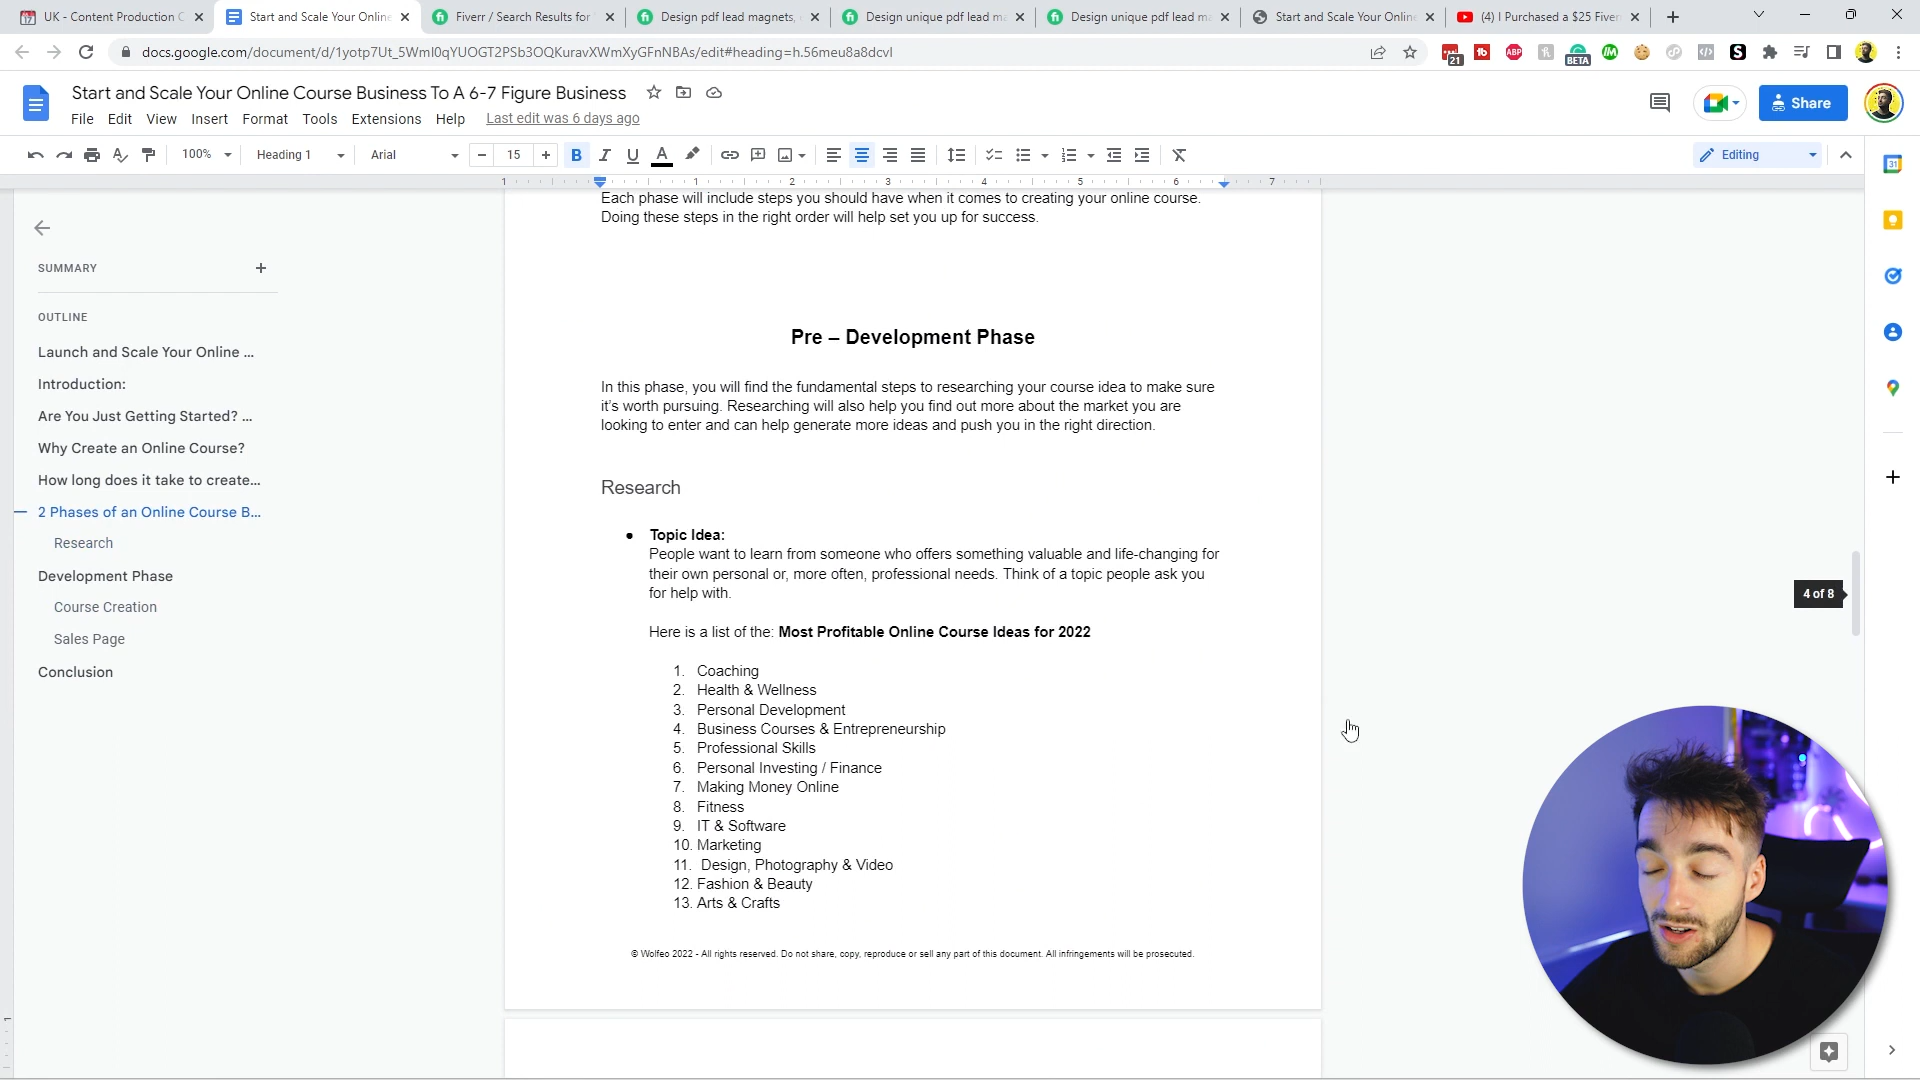 UK - Content Production C
Start and Scale Your Online
Fiverr / Search Results for
Design pdf lead magnets,
Design unique pdf lead ma
Design unique pdf lead ma
Start and Scale Your Online
(4) I Purchased a $25 Fiver
docs.google.com/document/d/1yotp7Ut_5WmI0qYUOGT2PSb3OQKuravXWmXyGFnNBAs/edit#heading=h.56meu8a8dcvl
21
ABP
BETA
Start and Scale Your Online Course Business To A 6-7 Figure Business
Share
File Edit View Insert Format Tools Extensions Help Last edit was 6 days ago
100% Heading 1 Arial 15 B I U A Editing
1 1 2 3 4 5 6 7
31
Each phase will include steps you should have when it comes to creating your online course.
Doing these steps in the right order will help set you up for success.
SUMMARY
OUTLINE
Launch and Scale Your Online ...
Introduction:
Are You Just Getting Started? ...
Why Create an Online Course?
How long does it take to create...
2 Phases of an Online Course B...
Research
Development Phase
Course Creation
Sales Page
Conclusion
Pre – Development Phase
In this phase, you will find the fundamental steps to researching your course idea to make sure
it's worth pursuing. Researching will also help you find out more about the market you are
looking to enter and can help generate more ideas and push you in the right direction.
Research
● Topic Idea:
People want to learn from someone who offers something valuable and life-changing for
their own personal or, more often, professional needs. Think of a topic people ask you
for help with.
4 of 8
Here is a list of the: Most Profitable Online Course Ideas for 2022
1. Coaching
2. Health & Wellness
3. Personal Development
4. Business Courses & Entrepreneurship
5. Professional Skills
6. Personal Investing / Finance
7. Making Money Online
8. Fitness
9. IT & Software
10. Marketing
11. Design, Photography & Video
12. Fashion & Beauty
13. Arts & Crafts
© Wolfeo 2022 - All rights reserved. Do not share, copy, reproduce or sell any part of this document. All infringements will be prosecuted.